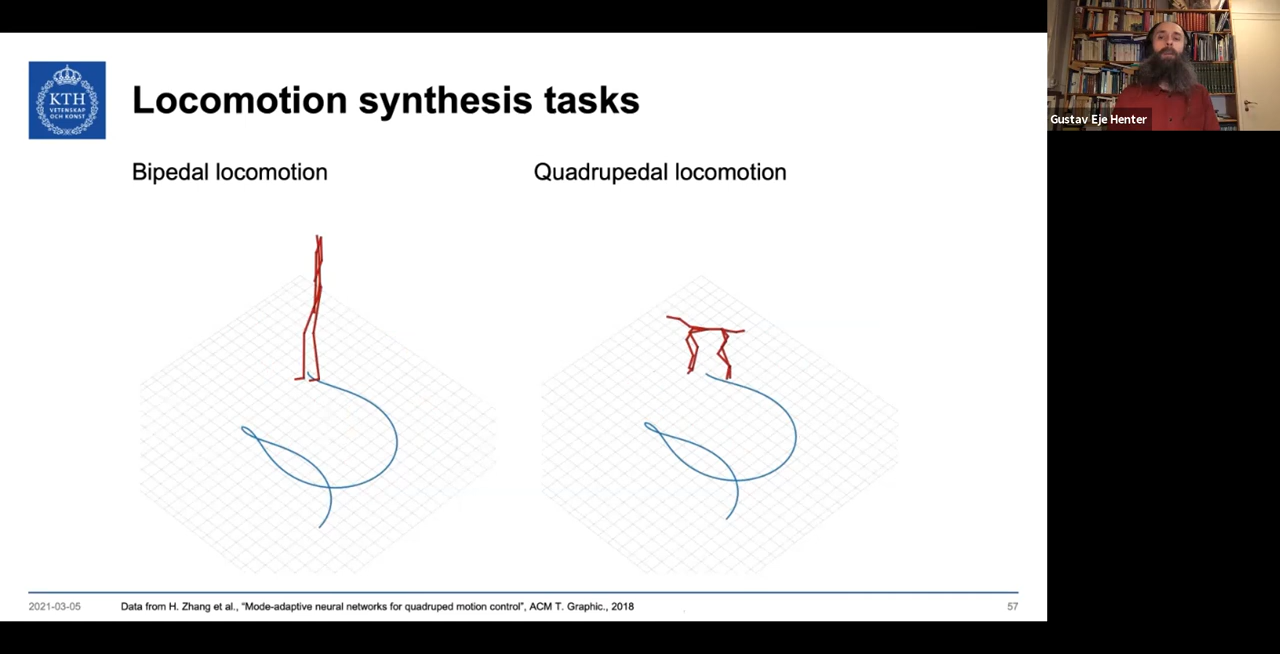 KTH
VETENSKAP
OCH KONST
Locomotion synthesis tasks
Bipedal locomotion
Quadrupedal locomotion
2021-03-05
Data from H. Zhang et al., “Mode-adaptive neural networks for quadruped motion control”, ACM T. Graphic., 2018
57
Gustav Eje Henter